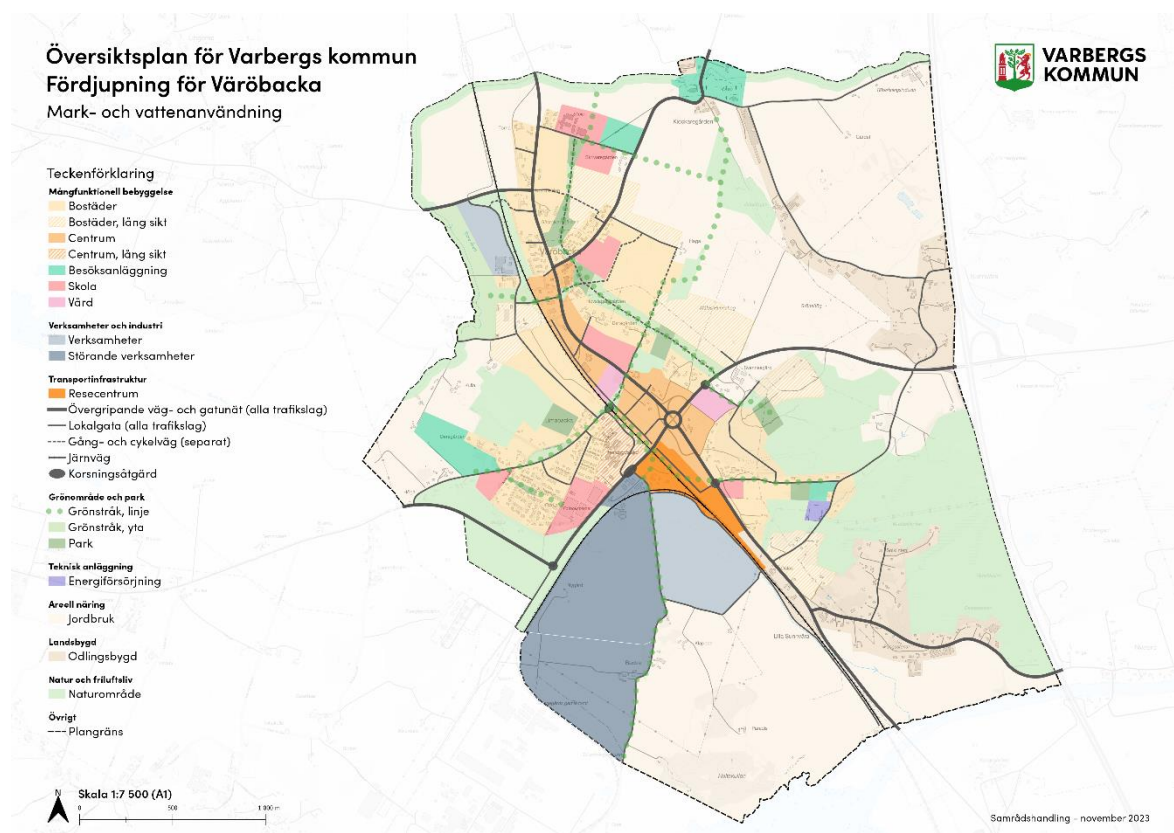 Översiktsplan för Varbergs kommun
Fördjupning för Väröbacka
Mark- och vattenanvändning
VARBERGS
KOMMUN
Teckenförklaring
Mångfunktionell bebyggelse
Bostäder
Bostäder, lång sikt
Centrum
Centrum, lång sikt
Besöksanläggning
Skola
Vård
Verksamheter och industri
Verksamheter
Störande verksamheter
Transportinfrastruktur
Resecentrum
Övergripande väg- och gatunät (alla trafikslag)
Lokalgata (alla trafikslag)
Gång- och cykelväg (separat)
Järnväg
Korsningsåtgärd
Grönområde och park
Grönstråk, linje
Grönstråk, yta
Park
Teknisk anläggning
Energiförsörjning
Areell näring
Jordbruk
Landsbygd
Odlingsbygd
Natur och friluftsliv
Naturområde
Övrigt
Plangräns
N
Skala 1:7 500 (A1)
0 500 1 000 m
Samrådshandling – november 2023